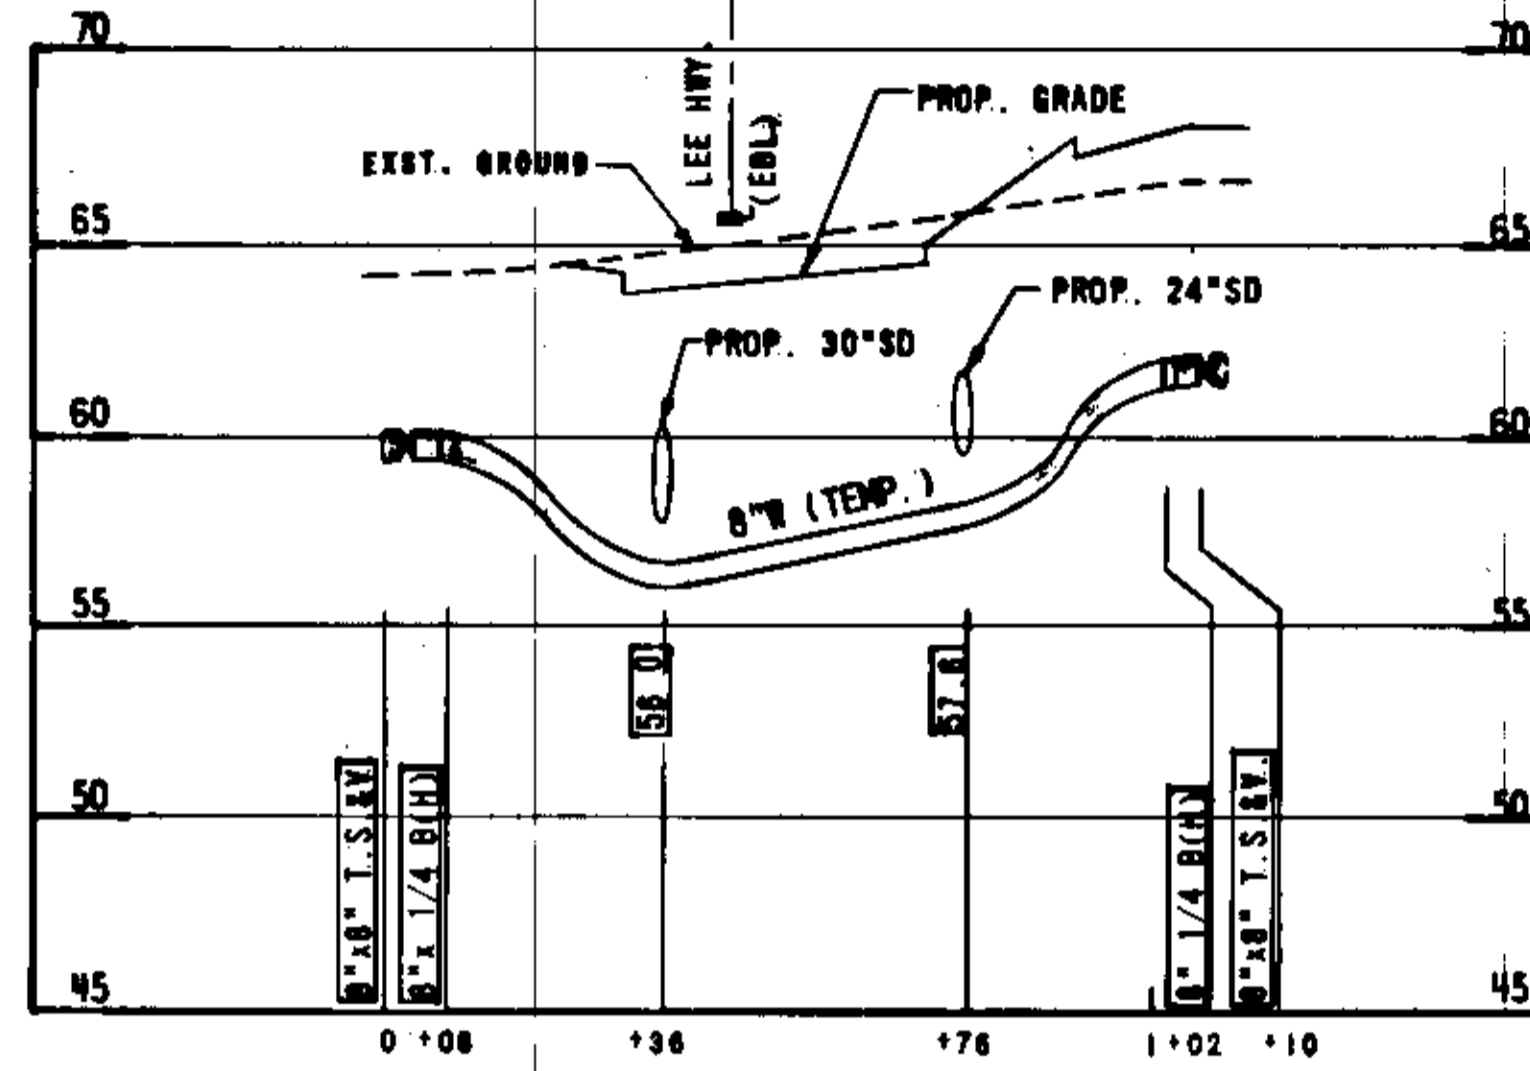 70
70
LEE HWY.
(EBL)
PROP. GRADE
EXST. GROUND
65
65
PROP. 24"SD
PROP. 30"SD
60
60
8"W (TEMP.)
55
55
56.0
57.6
50
50
8"x8" T.S.&V.
8"x 1/4 B(H)
8" 1/4 B(H)
8"x8" T.S.&V.
45
45
0 +08 +36 +76 1 +02 +10